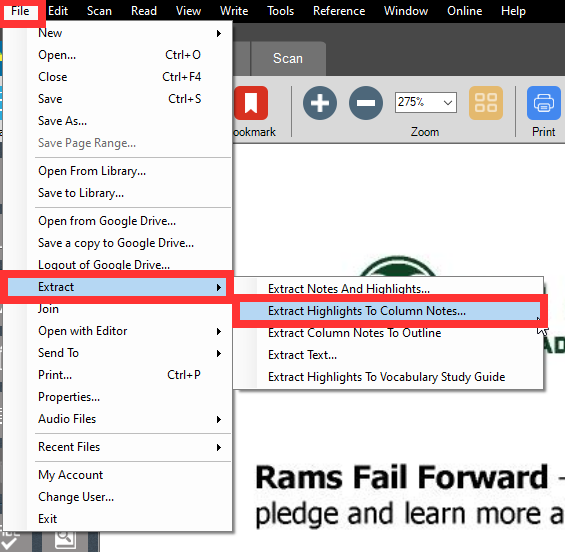 File Edit Scan Read View Write Tools Reference Window Online Help
New
Open... Ctrl+O
Close Ctrl+F4
Save Ctrl+S
Save As...
Save Page Range...
Open From Library...
Save to Library...
Open from Google Drive...
Save a copy to Google Drive...
Logout of Google Drive...
Extract
Join
Open with Editor
Send To
Print... Ctrl+P
Properties...
Audio Files
Recent Files
My Account
Change User...
Exit
Scan
275%
Zoom
Print
Extract Notes And Highlights...
Extract Highlights To Column Notes...
Extract Column Notes To Outline
Extract Text...
Extract Highlights To Vocabulary Study Guide
Rams Fail Forward -
pledge and learn more a